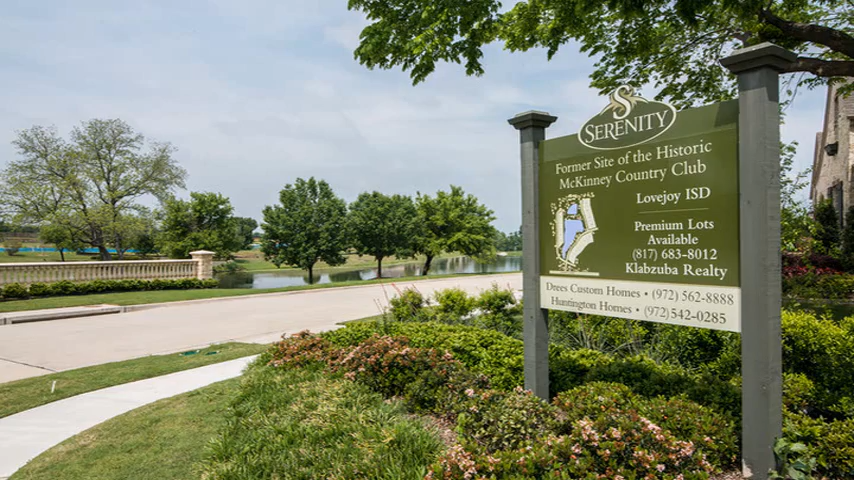 S
SERENITY
Former Site of the Historic
McKinney Country Club
Lovejoy ISD
Premium Lots
Available
(817) 683-8012
Klabzuba Realty
Drees Custom Homes • (972) 562-8888
Huntington Homes • (972) 542-0285